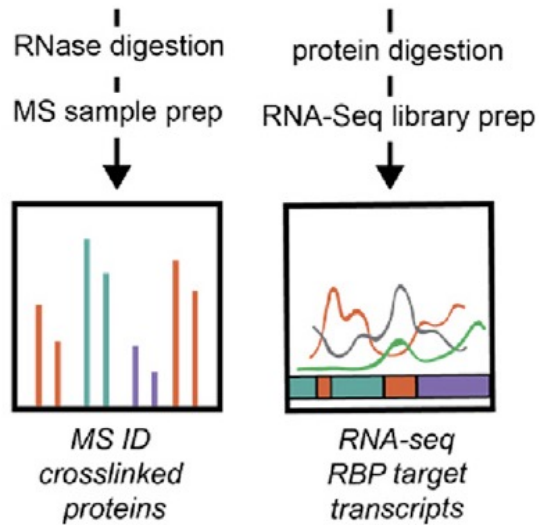 RNase digestion
MS sample prep
MS ID
crosslinked
proteins
protein digestion
RNA-Seq library prep
RNA-seq
RBP target
transcripts